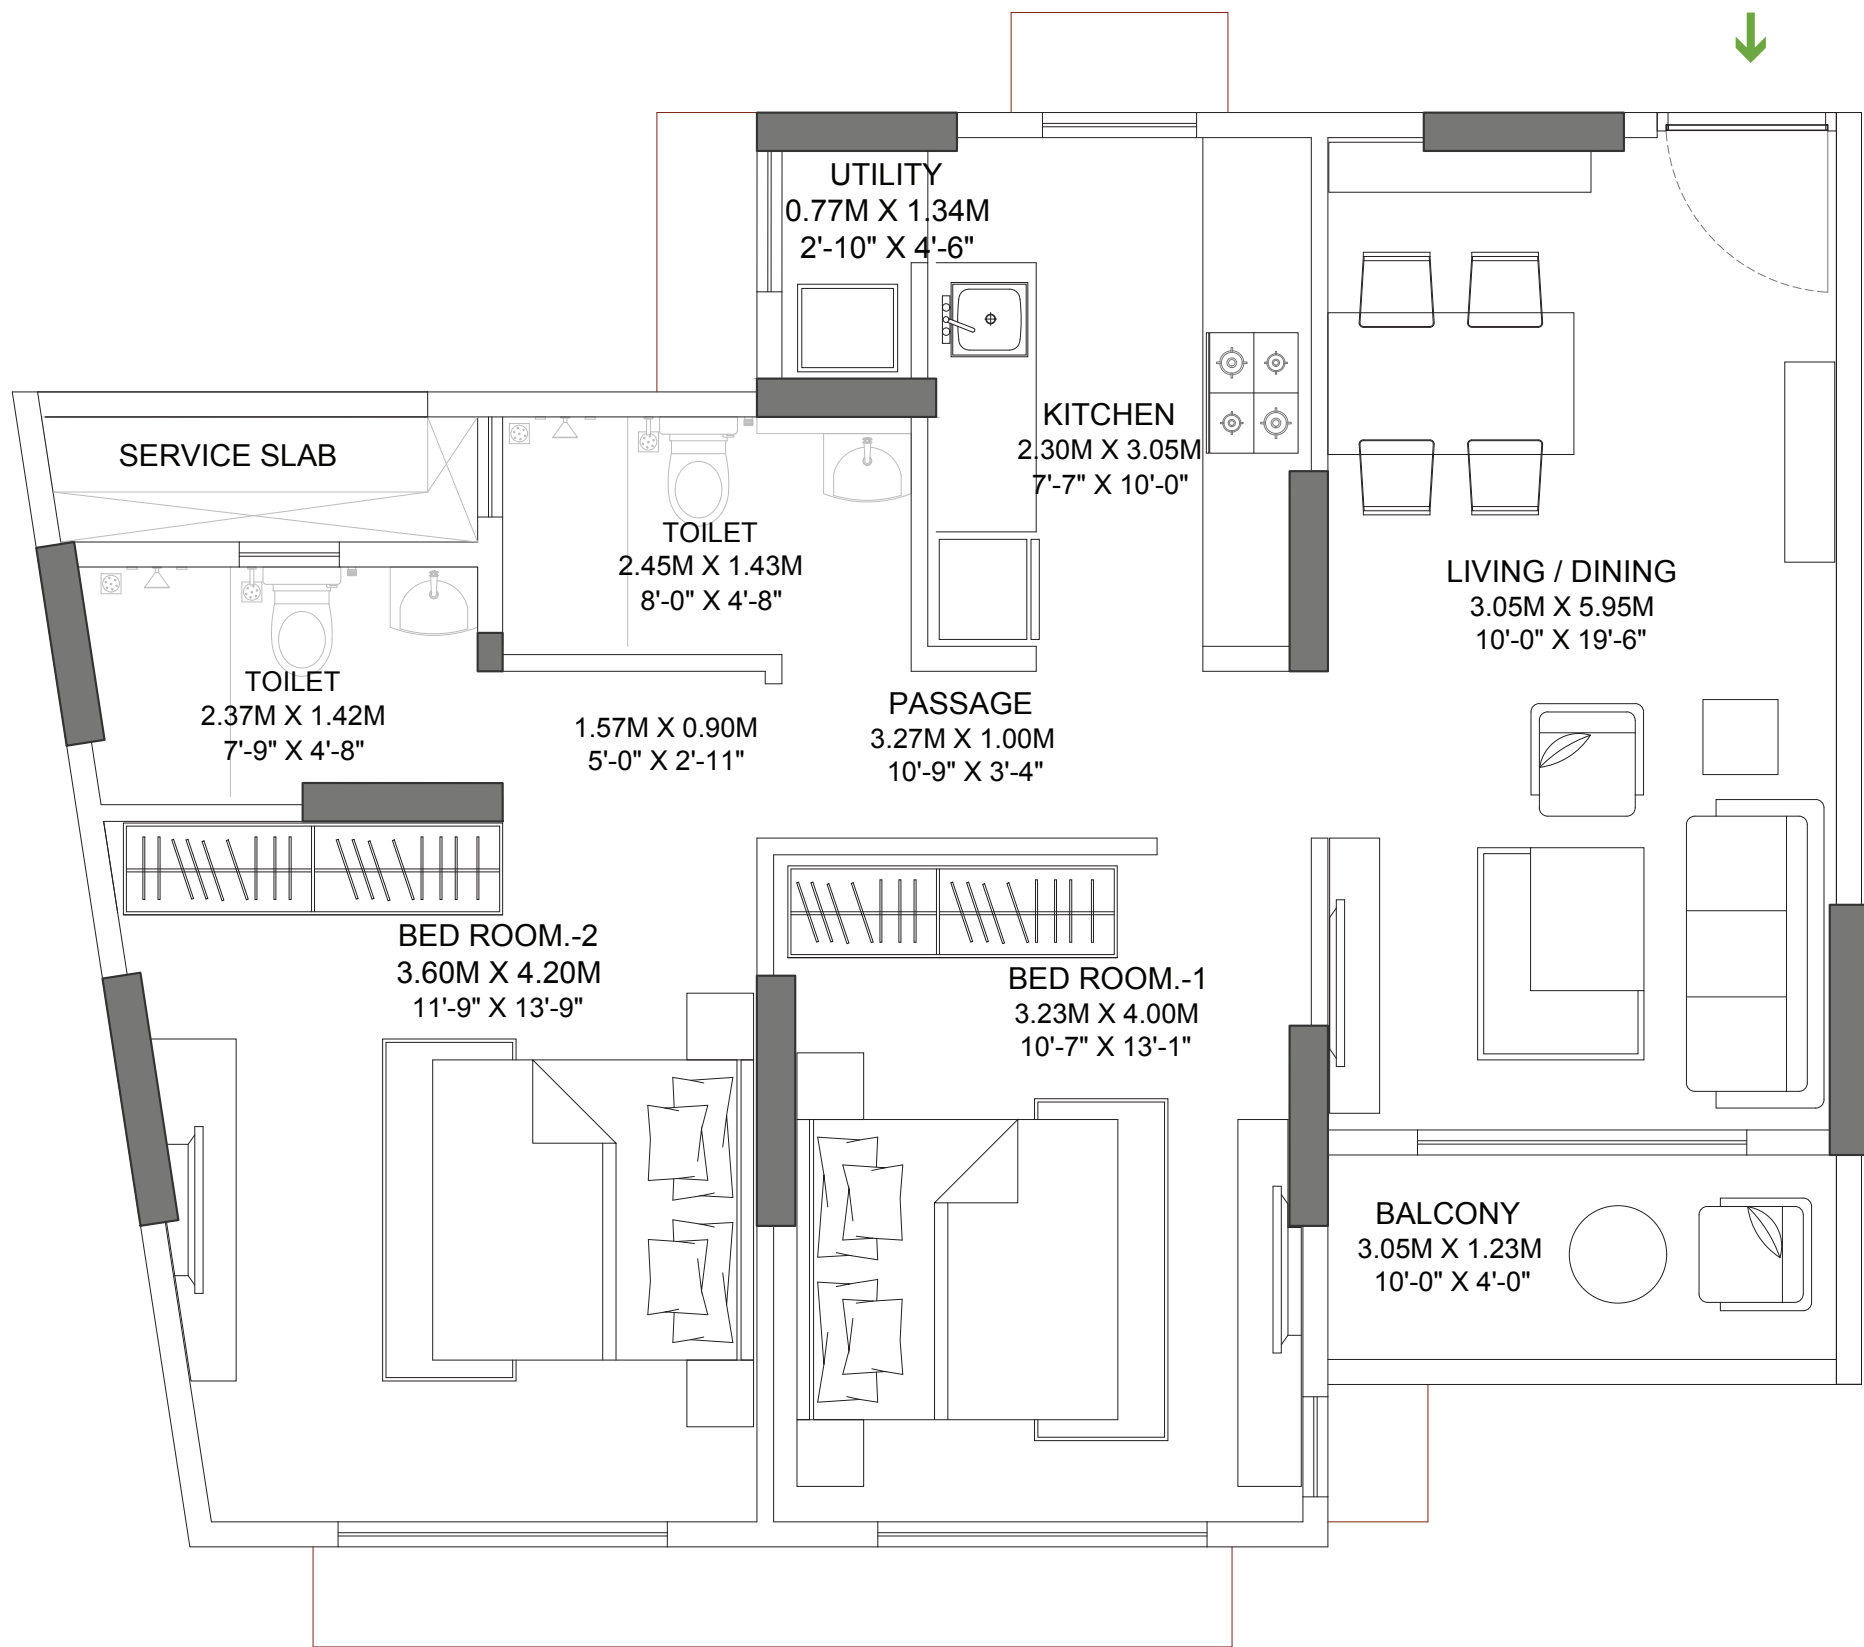 UTILITY
0.77M X 1.34M
2'-10" X 4'-6"
KITCHEN
2.30M X 3.05M
7'-7" X 10'-0"
SERVICE SLAB
TOILET
2.45M X 1.43M
8'-0" X 4'-8"
LIVING / DINING
3.05M X 5.95M
10'-0" X 19'-6"
TOILET
2.37M X 1.42M
7'-9" X 4'-8"
1.57M X 0.90M
5'-0" X 2'-11"
PASSAGE
3.27M X 1.00M
10'-9" X 3'-4"
BED ROOM.-2
3.60M X 4.20M
11'-9" X 13'-9"
BED ROOM.-1
3.23M X 4.00M
10'-7" X 13'-1"
BALCONY
3.05M X 1.23M
10'-0" X 4'-0"